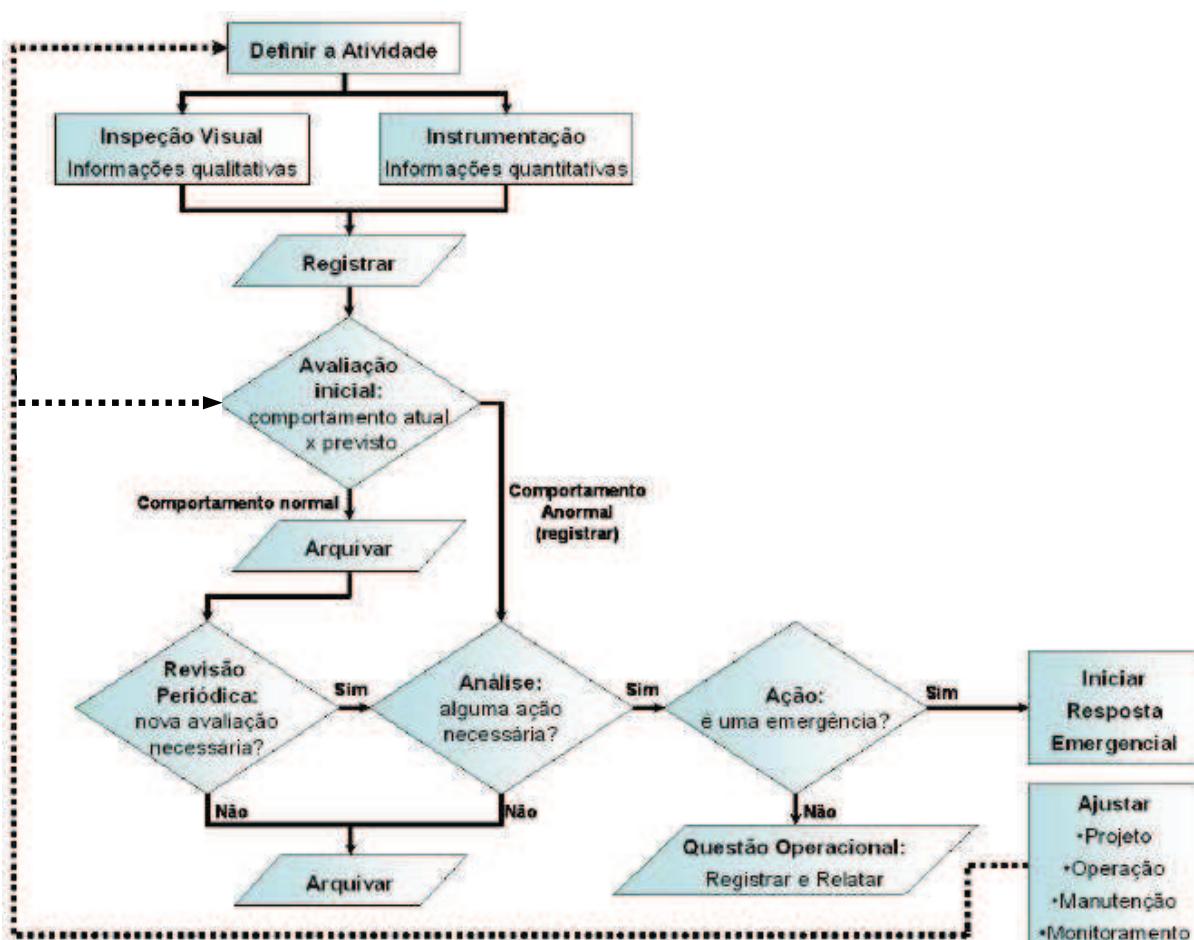 Definir a Atividade
Inspeção Visual
Informações qualitativas
Instrumentação
Informações quantitativas
Registrar
Avaliação
inicial:
comportamento atual
x previsto
Comportamento normal
Comportamento
Anormal
(registrar)
Arquivar
Revisão
Periódica:
nova avaliação
necessária?
Sim
Análise:
alguma ação
necessária?
Sim
Ação:
é uma emergência?
Sim
Iniciar
Resposta
Emergencial
Não
Não
Não
Arquivar
Questão Operacional:
Registrar e Relatar
Ajustar
•Projeto
•Operação
•Manutenção
•Monitoramento